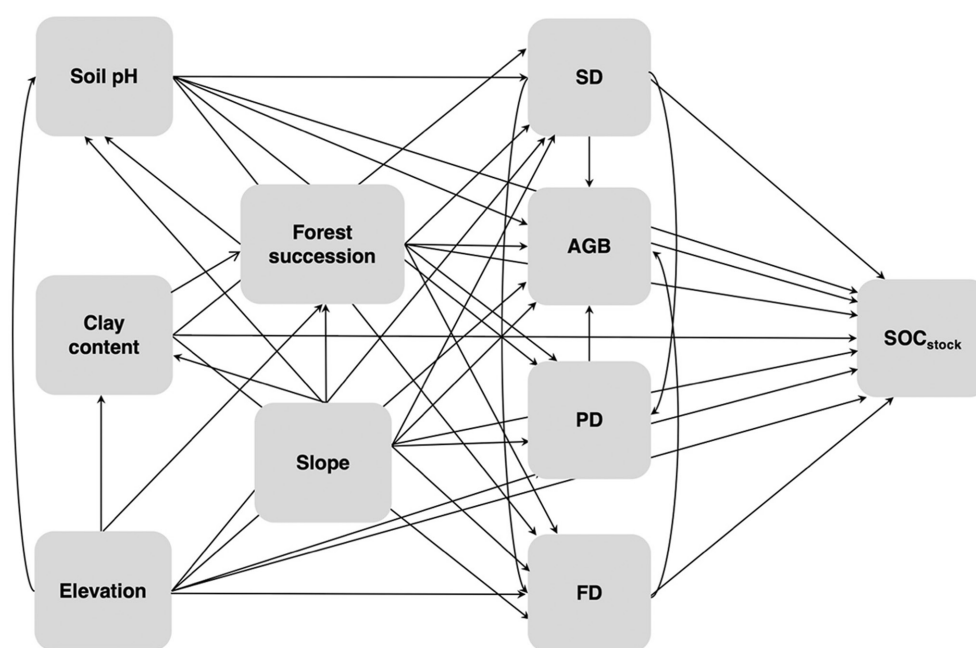 Soil pH
SD
Forest
succession
AGB
Clay
content
SOCstock
PD
Slope
Elevation
FD